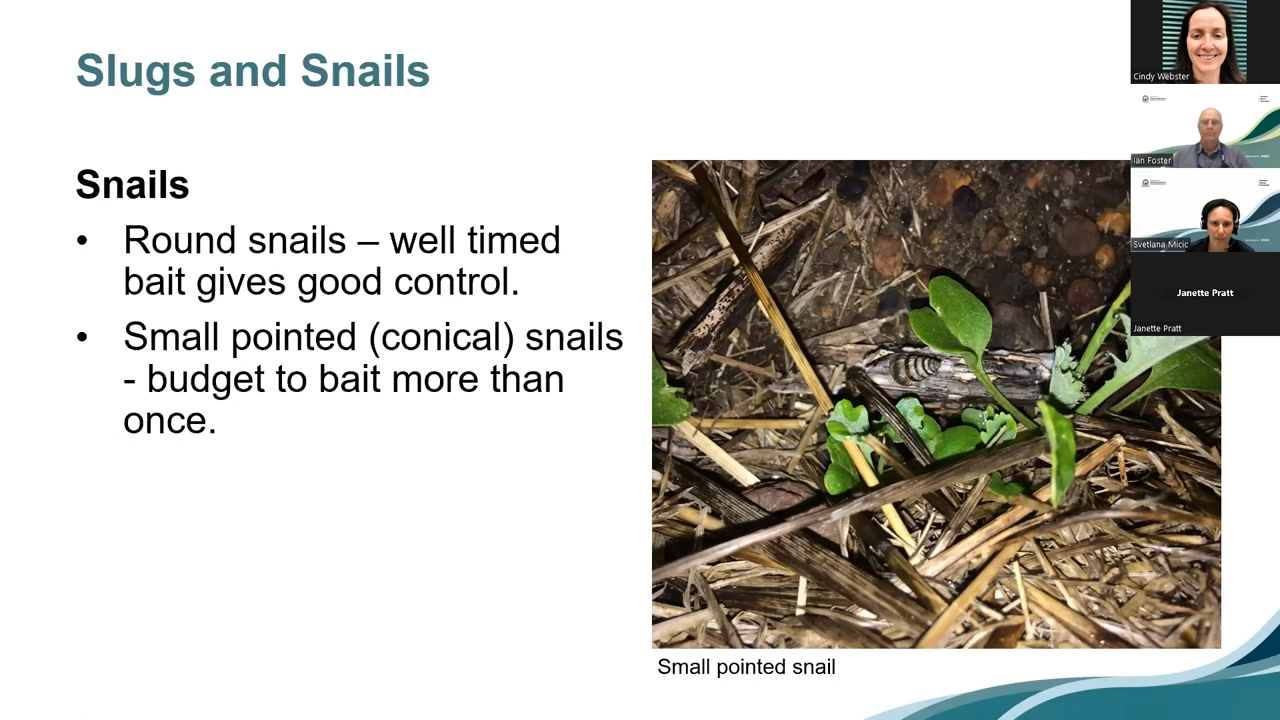 Slugs and Snails
Snails
• Round snails – well timed
bait gives good control.
• Small pointed (conical) snails
- budget to bait more than
once.
Small pointed snail
Cindy Webster
Ian Foster
Svetlana Micic
Janette Pratt
Janette Pratt